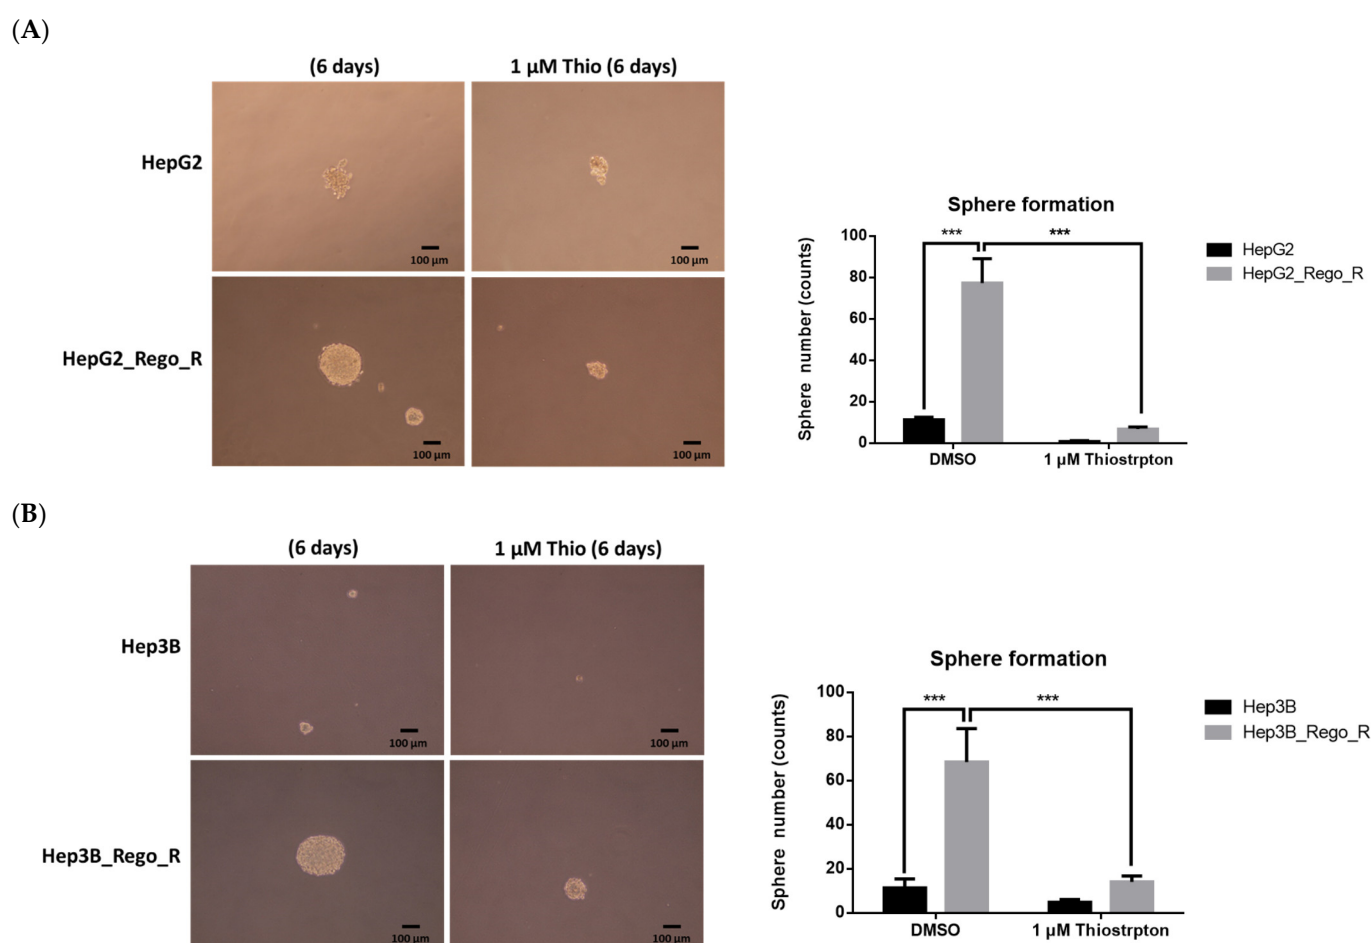 (A)
(6 days)
1 µM Thio (6 days)
HepG2
100 µm
100 µm
HepG2_Rego_R
100 µm
100 µm
Sphere formation
Sphere number (counts)
100
80
60
40
20
0
***
***
DMSO
1 µM Thiostrpton
HepG2
HepG2_Rego_R
(B)
(6 days)
1 µM Thio (6 days)
Hep3B
100 µm
100 µm
Hep3B_Rego_R
100 µm
100 µm
Sphere formation
Sphere number (counts)
100
80
60
40
20
0
***
***
DMSO
1 µM Thiostrpton
Hep3B
Hep3B_Rego_R